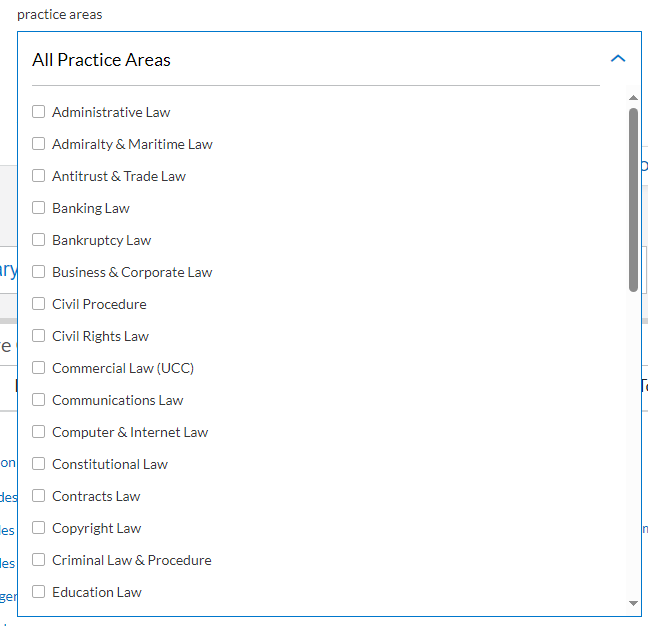 practice areas
All Practice Areas
Administrative Law
Admiralty & Maritime Law
Antitrust & Trade Law
Banking Law
Bankruptcy Law
Business & Corporate Law
Civil Procedure
Civil Rights Law
Commercial Law (UCC)
Communications Law
Computer & Internet Law
Constitutional Law
Contracts Law
Copyright Law
Criminal Law & Procedure
Education Law